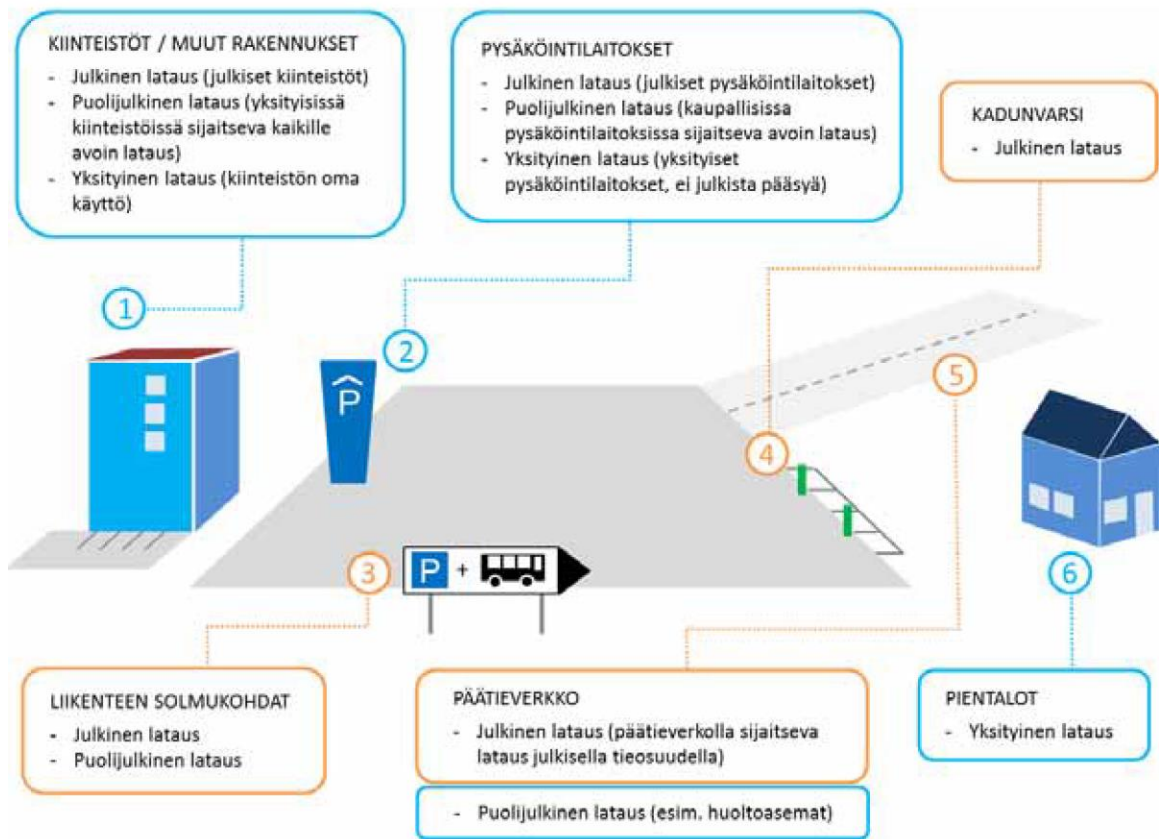 KIINTEISTÖT / MUUT RAKENNUKSET
- Julkinen lataus (julkiset kiinteistöt)
- Puolijulkinen lataus (yksityisissä
kiinteistöissä sijaitseva kaikille
avoin lataus)
- Yksityinen lataus (kiinteistön oma
käyttö)
PYSÄKÖINTILAITOKSET
- Julkinen lataus (julkiset pysäköintilaitokset)
- Puolijulkinen lataus (kaupallisissa
pysäköintilaitoksissa sijaitseva avoin lataus)
- Yksityinen lataus (yksityiset
pysäköintilaitokset, ei julkista pääsyä)
KADUNVARSI
- Julkinen lataus
1
2
P
5
4
3
P +
6
LIIKENTEEN SOLMUKOHDAT
- Julkinen lataus
- Puolijulkinen lataus
PÄÄTIEVERKKO
- Julkinen lataus (päätieverkolla sijaitseva
lataus julkisella tieosuudella)
- Puolijulkinen lataus (esim. huoltoasemat)
PIENTALOT
- Yksityinen lataus